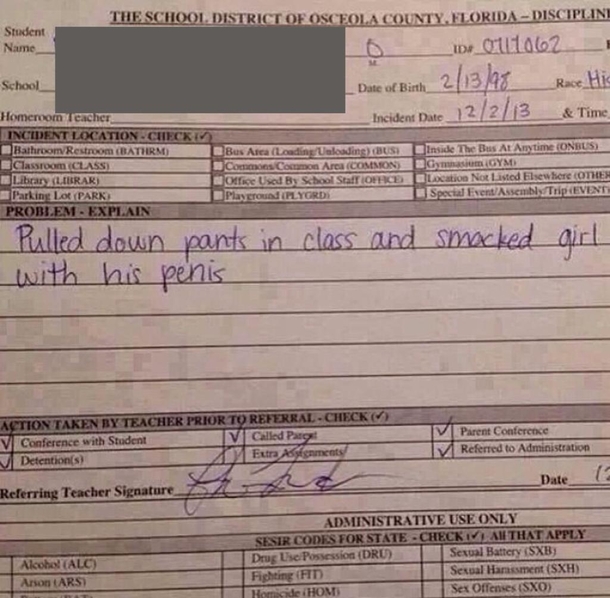 THE SCHOOL DISTRICT OF OSCEOLA COUNTY, FLORIDA – DISCIPLIN
Student
Name ID# 0717062
M
School Date of Birth 2/13/98 Race His
Homeroom Teacher Incident Date 12/2/13 & Time
INCIDENT LOCATION - CHECK (✓)
Bathroom/Restroom (BATHRM) Bus Area (Loading/Unloading) (BUS) Inside The Bus At Anytime (ONBUS)
Classroom (CLASS) Commons/Common Area (COMMON) Gymnasium (GYM)
Library (LIBRAR) Office Used By School Staff (OFFICE) Location Not Listed Elsewhere (OTHER
Parking Lot (PARK) Playground (PLYGRD) Special Event/Assembly/Trip (EVENT
PROBLEM - EXPLAIN
Pulled down pants in class and smacked girl
with his penis
ACTION TAKEN BY TEACHER PRIOR TO REFERRAL - CHECK (✓)
Conference with Student Called Parent Parent Conference
Detention(s) Extra Assignments Referred to Administration
Referring Teacher Signature Date
ADMINISTRATIVE USE ONLY
SESIR CODES FOR STATE - CHECK (✓) All THAT APPLY
Alcohol (ALC) Drug Use/Possession (DRU) Sexual Battery (SXB)
Arson (ARS) Fighting (FIT) Sexual Harassment (SXH)
Homicide (HOM) Sex Offenses (SXO)